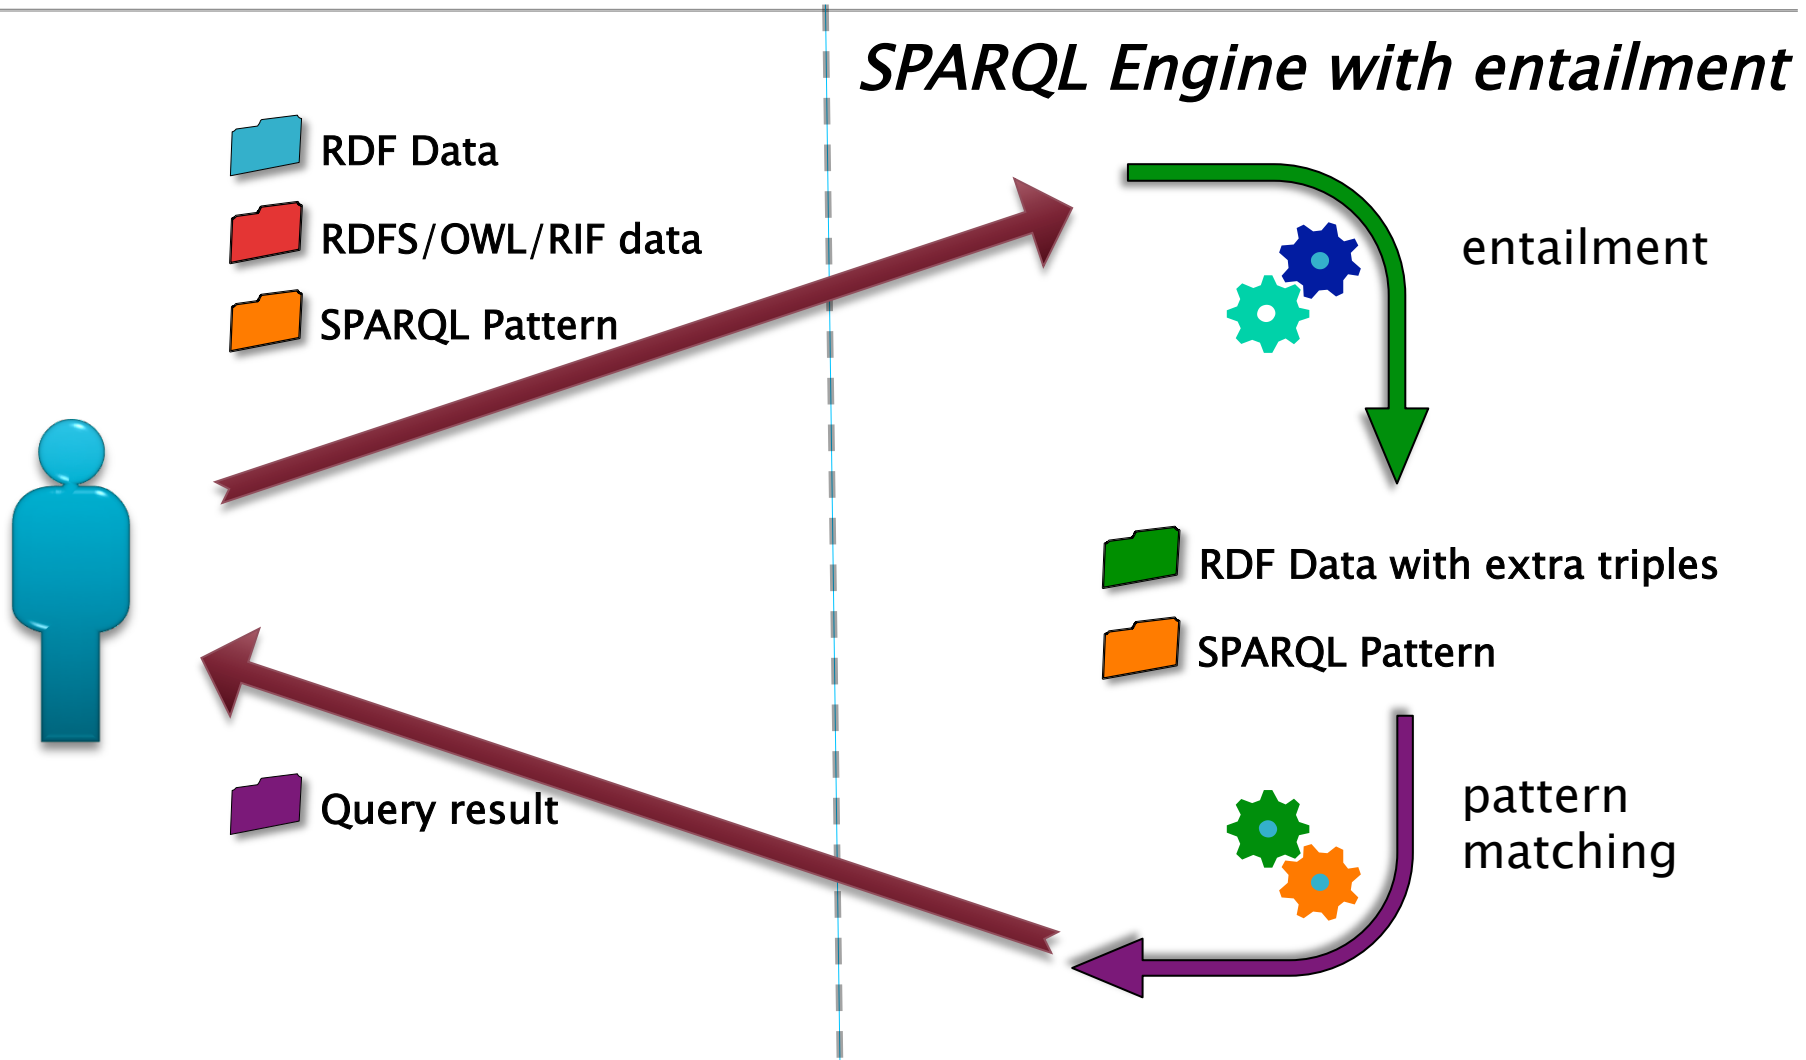 SPARQL Engine with entailment
RDF Data
RDFS/OWL/RIF data
SPARQL Pattern
entailment
RDF Data with extra triples
SPARQL Pattern
pattern
matching
Query result